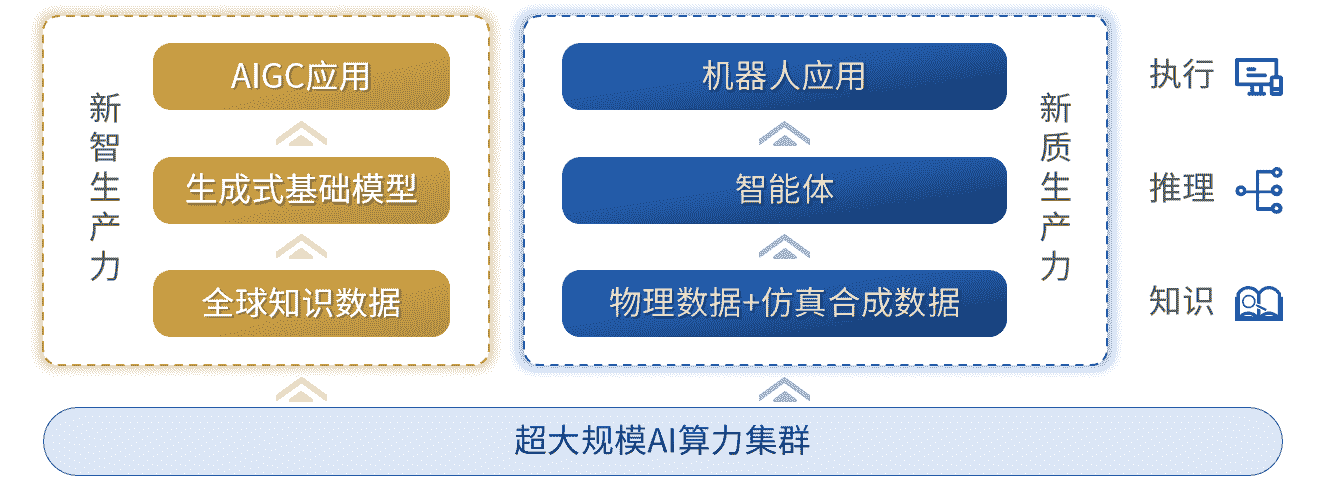 新智生产力
AIGC应用
生成式基础模型
全球知识数据
机器人应用
智能体
物理数据+仿真合成数据
新质生产力
执行
推理
知识
超大规模AI算力集群